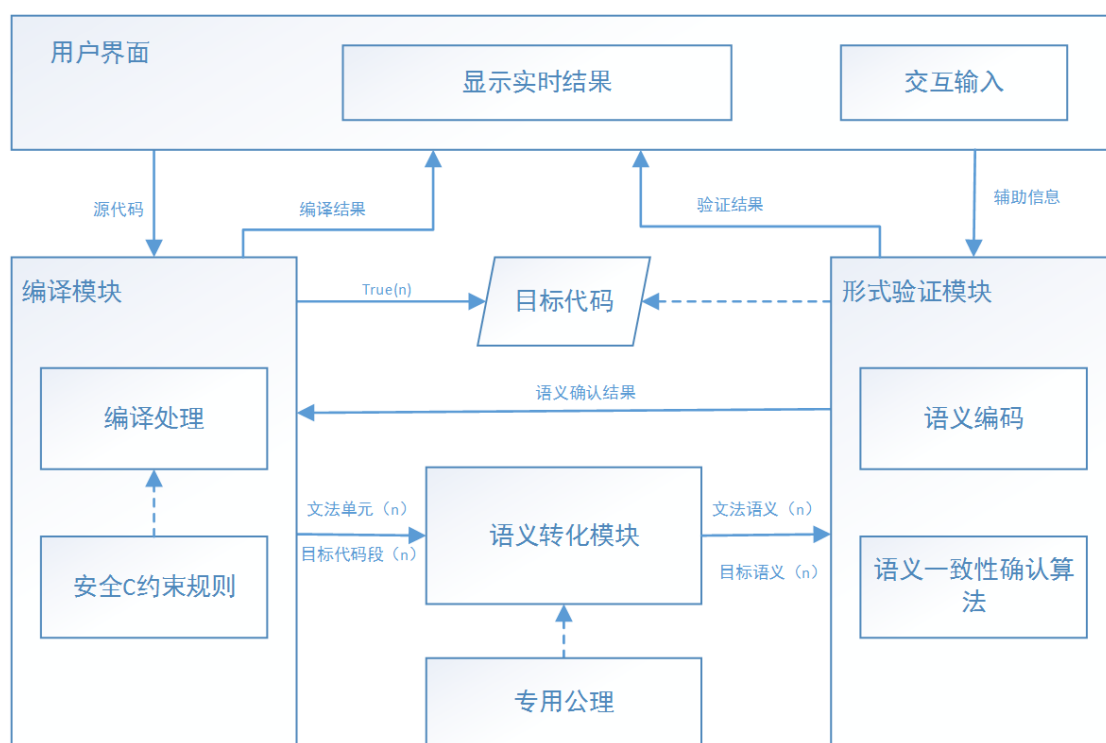 用户界面
显示实时结果
交互输入
源代码
编译结果
验证结果
辅助信息
编译模块
True(n)
目标代码
形式验证模块
语义确认结果
编译处理
语义编码
文法单元（n）
目标代码段（n）
语义转化模块
文法语义（n）
目标语义（n）
安全C约束规则
语义一致性确认算
法
专用公理